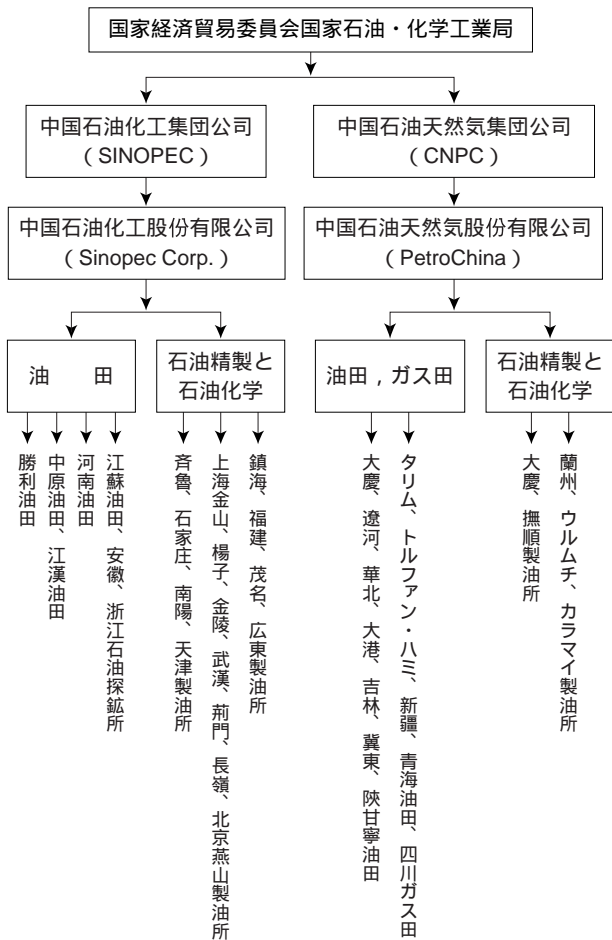 国家経済貿易委員会国家石油・化学工業局
中国石油化工集団公司
（SINOPEC）
中国石油天然気集団公司
（CNPC）
中国石油化工股份有限公司
（Sinopec Corp.）
中国石油天然気股份有限公司
（PetroChina）
油　田
石油精製と
石油化学
油田，ガス田
石油精製と
石油化学
勝利油田
中原油田、江漢油田
河南油田
江蘇油田、安徽、浙江石油探鉱所
斉魯、石家庄、南陽、天津製油所
上海金山、楊子、金陵、武漢、荊門、長嶺、北京燕山製油所
鎮海、福建、茂名、広東製油所
大慶、遼河、華北、大港、吉林、冀東、陝甘寧油田
タリム、トルファン・ハミ、新疆、青海油田、四川ガス田
大慶、撫順製油所
蘭州、ウルムチ、カラマイ製油所